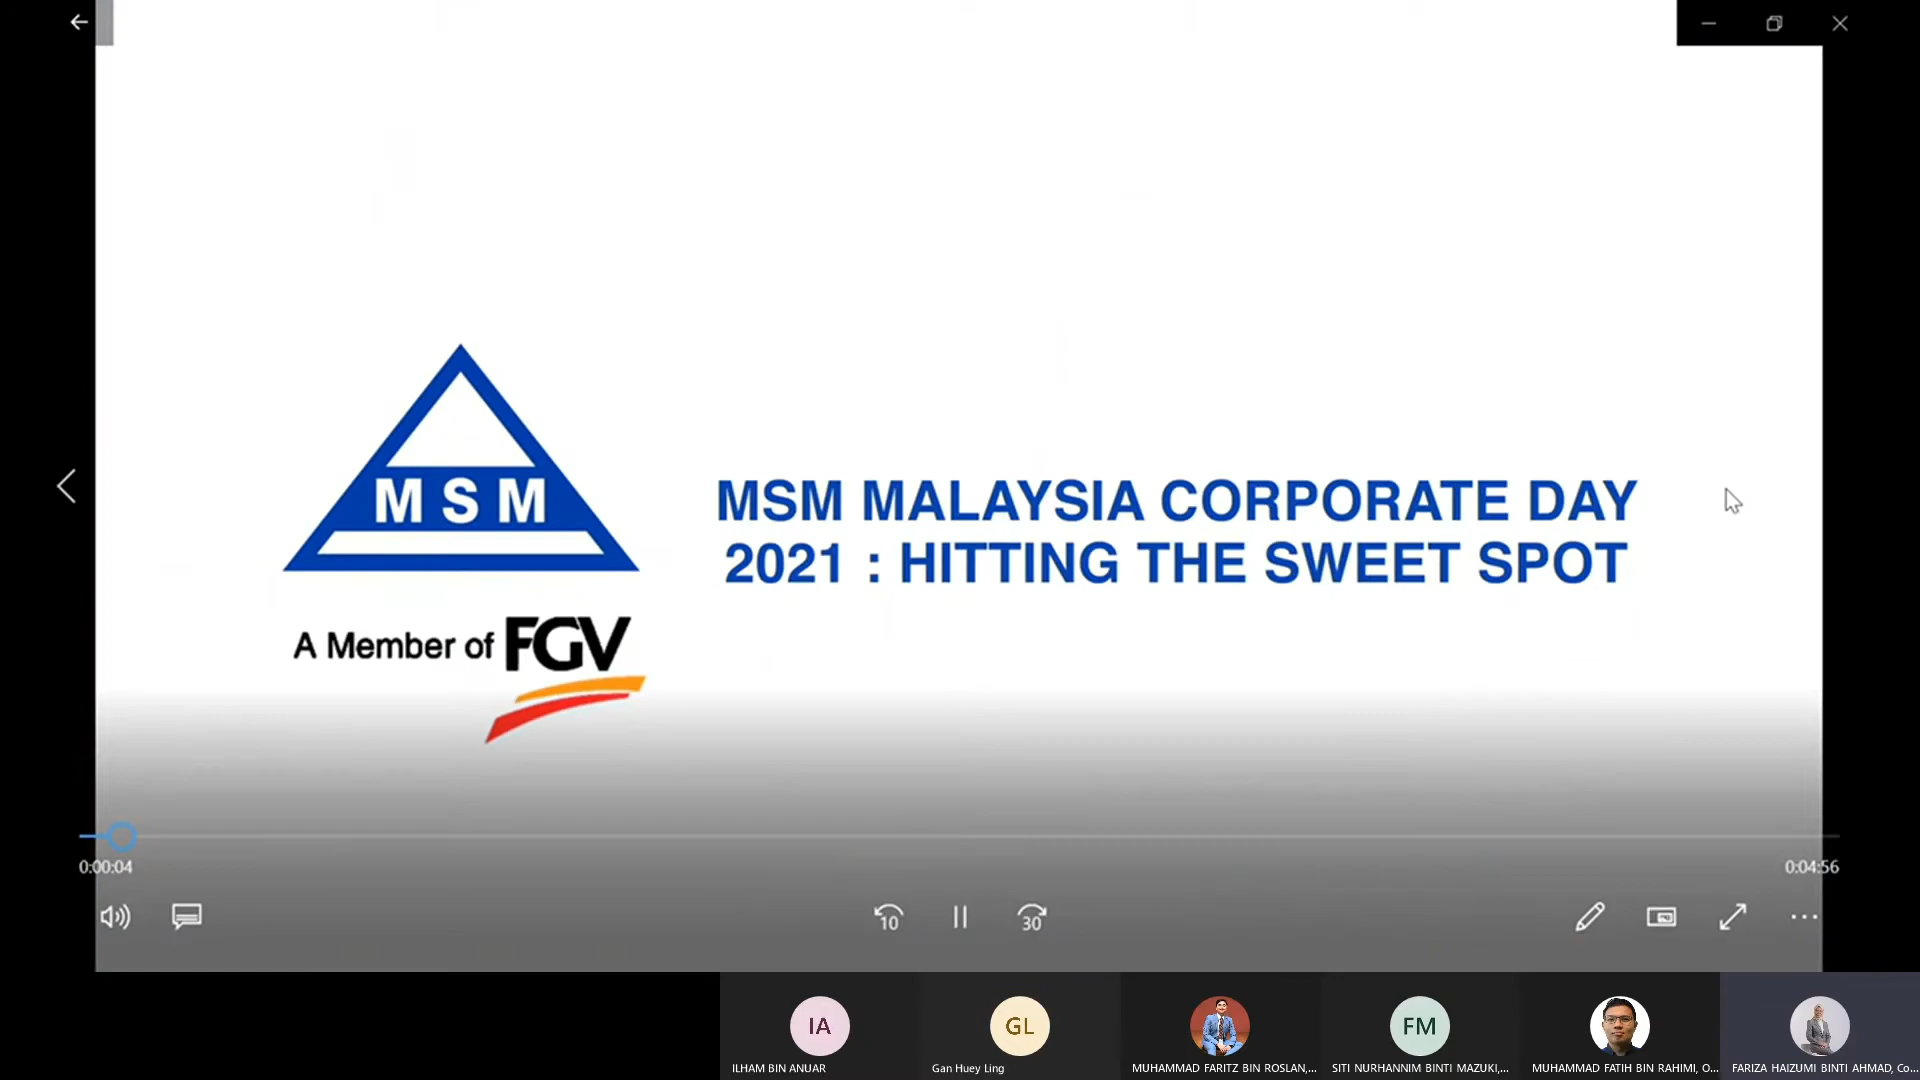 MSM
MSM MALAYSIA CORPORATE DAY
2021 : HITTING THE SWEET SPOT
A Member of FGV
0:00:04
0:04:56
10
30
IA
GL
FM
ILHAM BIN ANUAR
Gan Huey Ling
MUHAMMAD FARITZ BIN ROSLAN,...
SITI NURHANNIM BINTI MAZUKI,...
MUHAMMAD FATIH BIN RAHIMI, O...
FARIZA HAIZUMI BINTI AHMAD, Co...